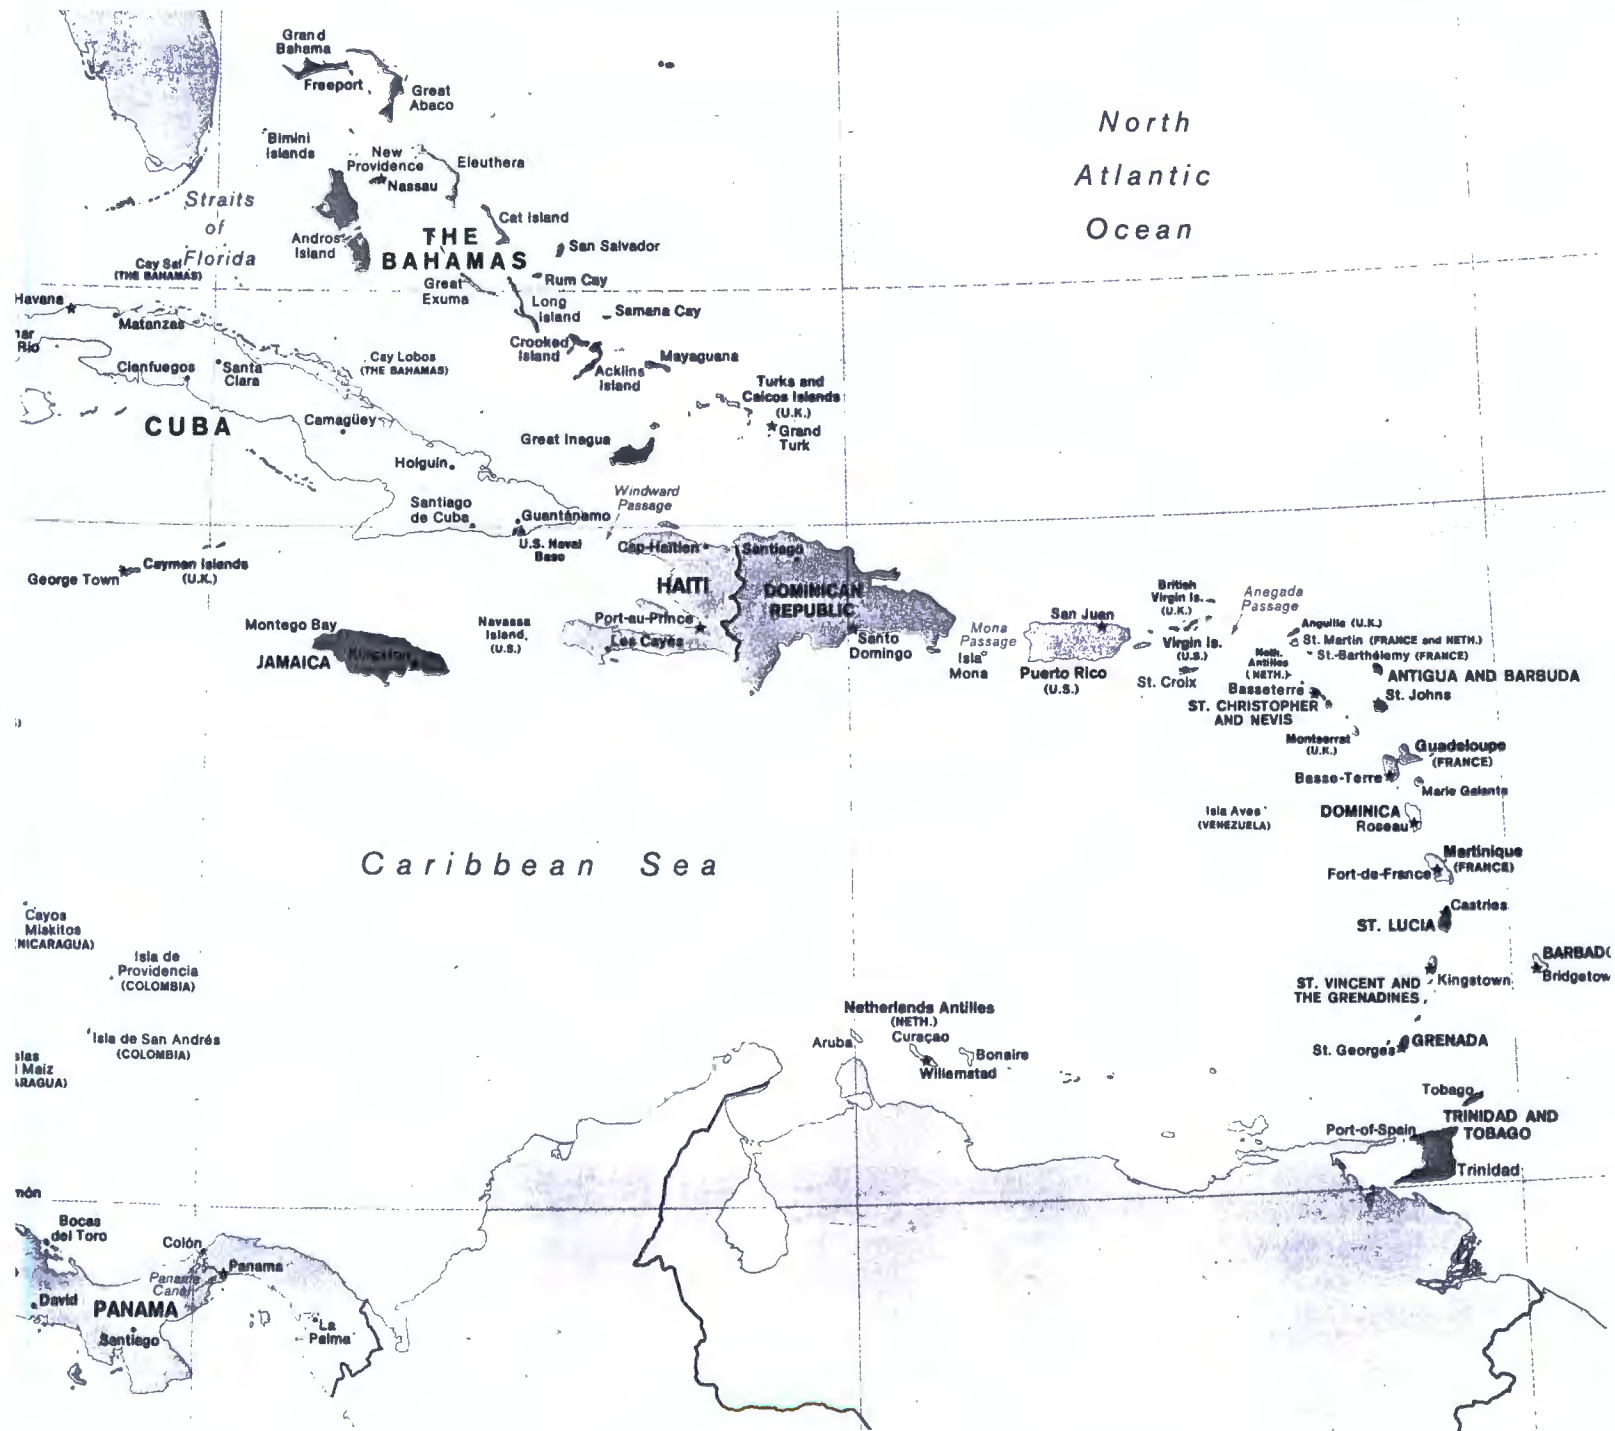 Grand
Bahama
Freeport
Great
Abaco
North
Atlantic
Ocean
Bimini
Islands
New
Providence
Nassau
Eleuthera
Straits
of
Florida
Andros
Island
THE
BAHAMAS
Cat Island
San Salvador
Cay Sal
(THE BAHAMAS)
Great
Exuma
Rum Cay
Long
Island
Samana Cay
Havana
Matanzas
Rio
Cienfuegos
Santa
Clara
Cay Lobos
(THE BAHAMAS)
Crooked
Island
Acklins
Island
Mayaguana
Turks and
Caicos Islands
(U.K.)
Grand
Turk
CUBA
Camagüey
Great Inagua
Holguin
Santiago
de Cuba
Guantánamo
U.S. Naval
Base
Windward
Passage
Cayman Islands
(U.K.)
George Town
Cap-Haïtien
Santiago
HAITI
DOMINICAN
REPUBLIC
Montego Bay
JAMAICA
Kingston
Navassa
Island,
(U.S.)
Port-au-Prince
Les Cayes
Santo
Domingo
Mona
Passage
Isla
Mona
San Juan
Puerto Rico
(U.S.)
British
Virgin Is.
(U.K.)
Anegada
Passage
Virgin Is.
(U.S.)
St. Croix
Anguilla (U.K.)
St. Martin (FRANCE and NETH.)
St.-Barthélemy (FRANCE)
Neth.
Antilles
(NETH.)
Basseterre
ST. CHRISTOPHER
AND NEVIS
ANTIGUA AND BARBUDA
St. Johns
Montserrat
(U.K.)
Guadeloupe
(FRANCE)
Basse-Terre
Marie Galante
Isla Aves
(VENEZUELA)
DOMINICA
Roseau
Caribbean Sea
Martinique
(FRANCE)
Fort-de-France
Castries
ST. LUCIA
Cayos
Miskitos
NICARAGUA)
Isla de
Providencia
(COLOMBIA)
BARBADO
Bridgetow
ST. VINCENT AND
THE GRENADINES
Kingstown
Isla de San Andrés
(COLOMBIA)
slas
Maiz
ARAGUA)
Netherlands Antilles
(NETH.)
Curaçao
Aruba
Bonaire
Willemstad
GRENADA
St. Georges
Tobago
TRINIDAD AND
TOBAGO
Port-of-Spain
Trinidad
món
Bocas
del Toro
Colón
Panama
Panama
Canal
David
PANAMA
Santiago
La
Palma